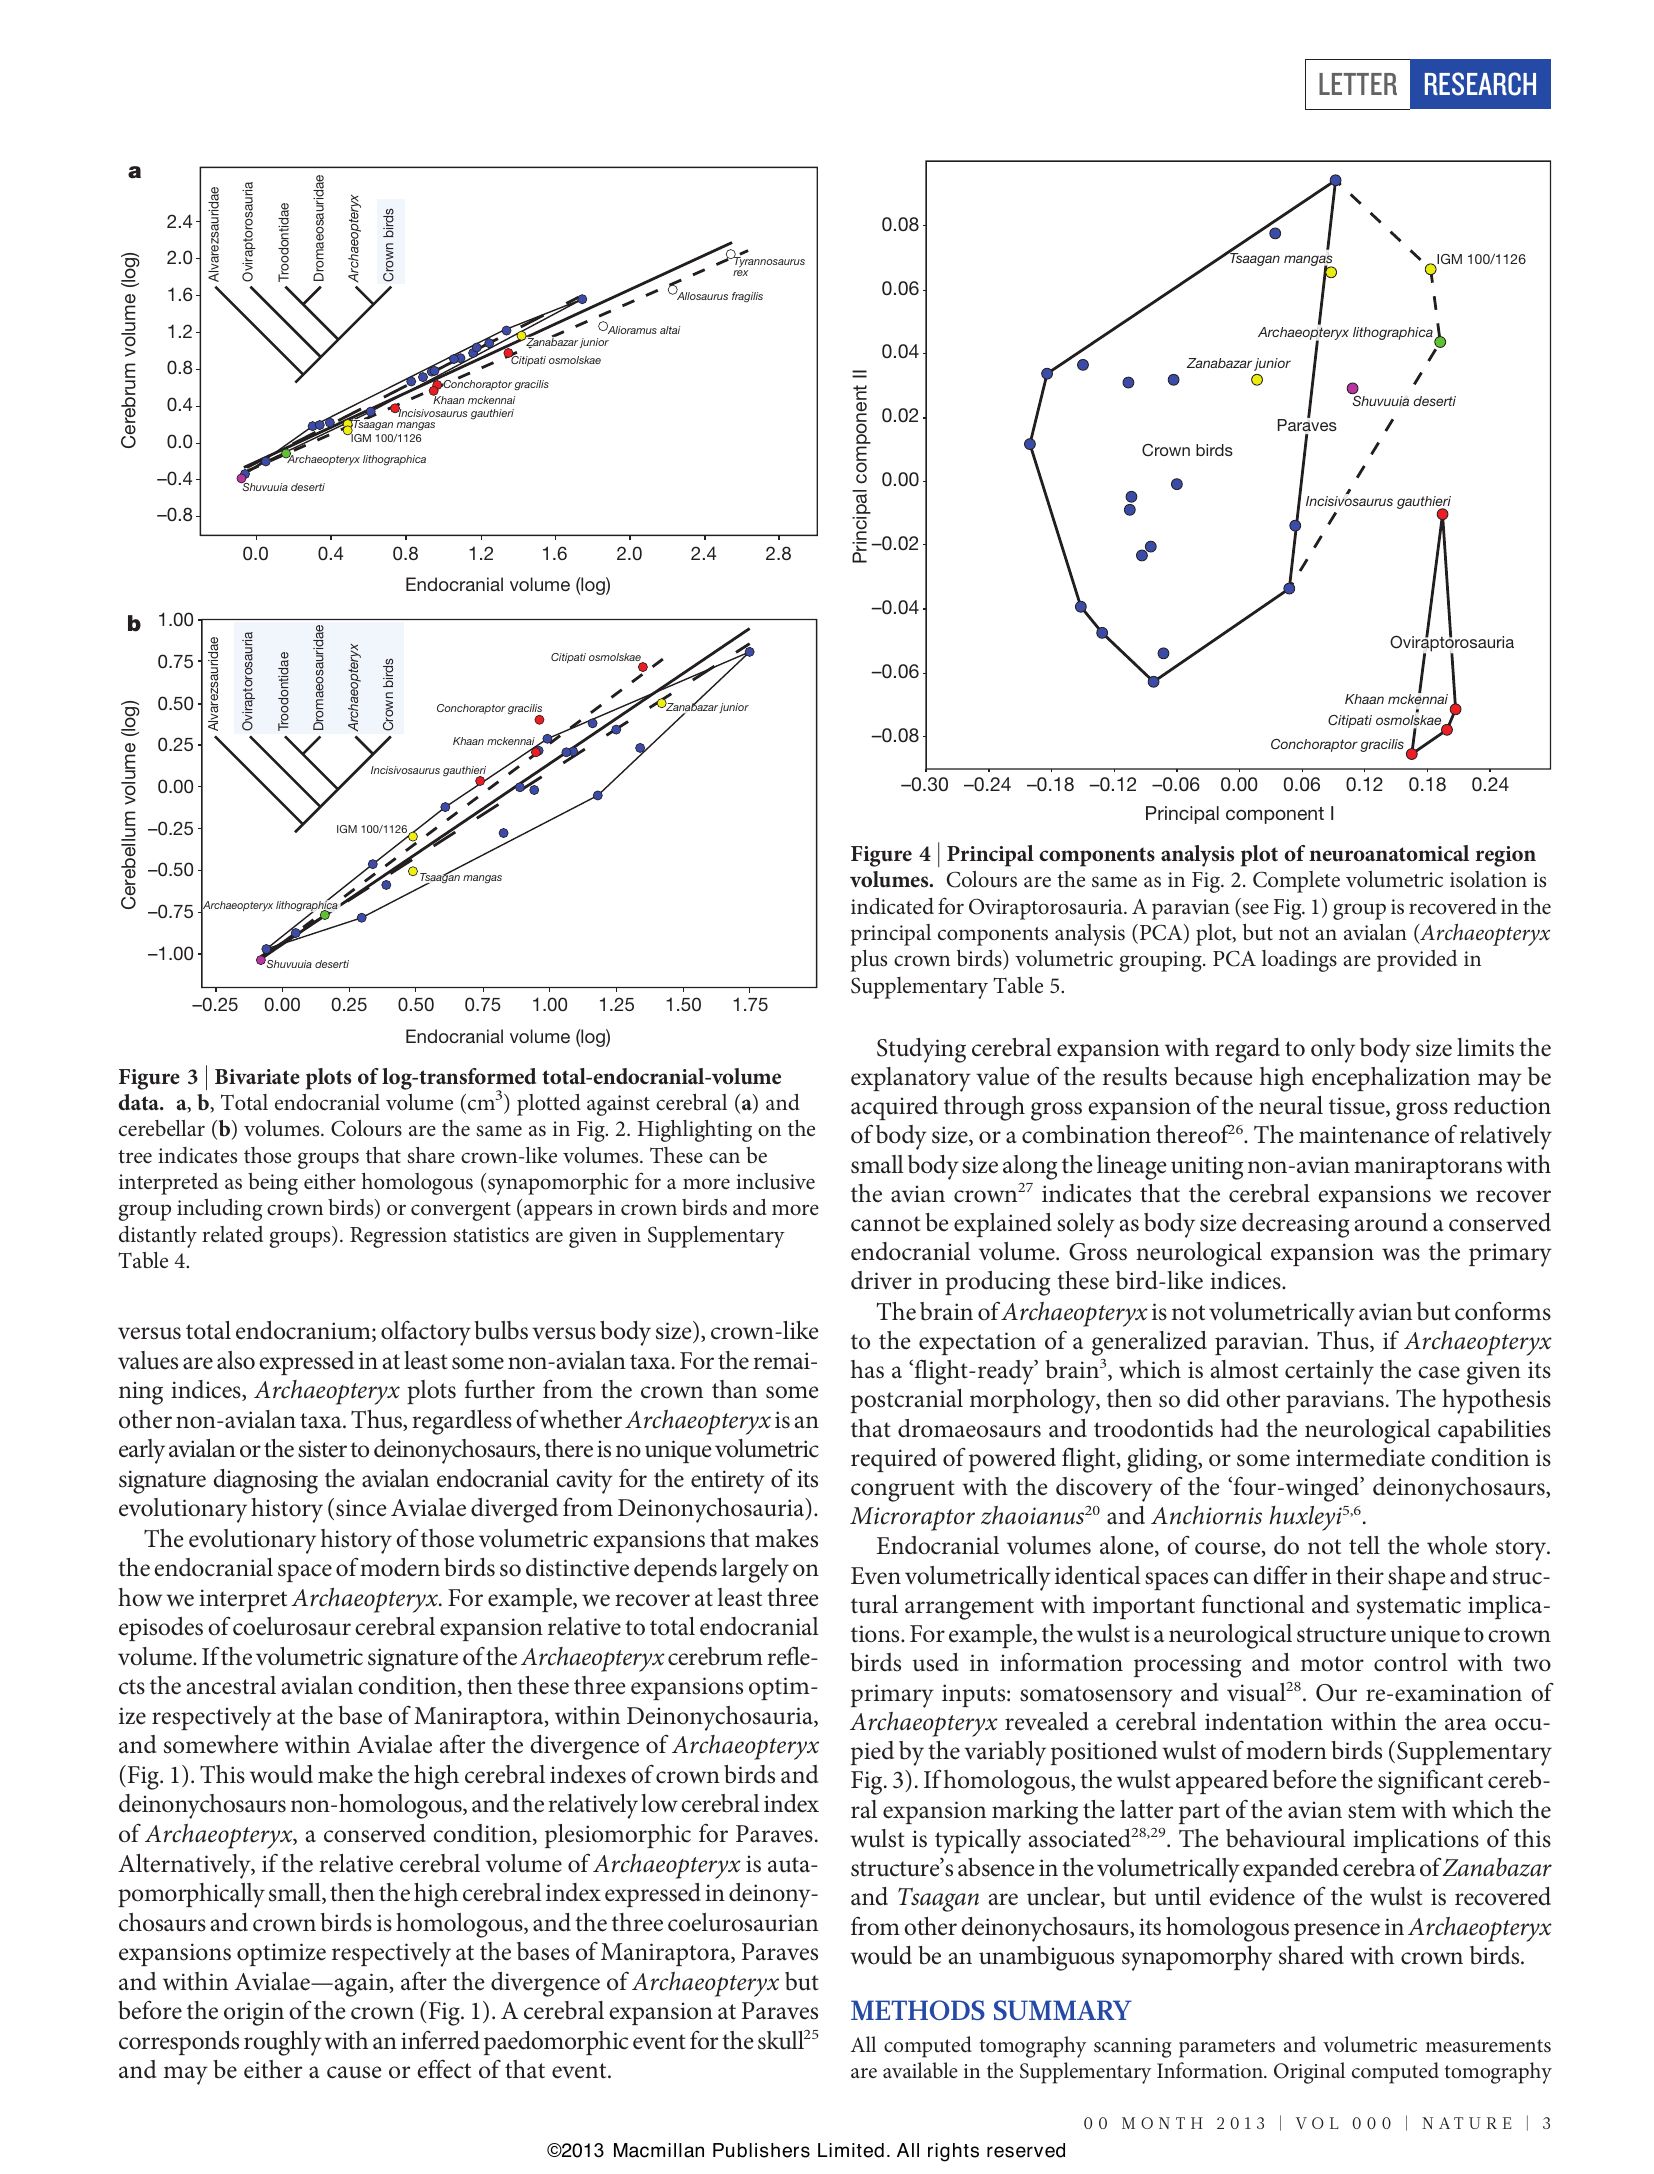 LETTER RESEARCH
a
Cerebrum volume (log)
2.4
2.0
1.6
1.2
0.8
0.4
0.0
−0.4
−0.8
Alvarezsauridae
Oviraptorosauria
Troodontidae
Dromaeosauridae
Archaeopteryx
Crown birds
Tyrannosaurus
rex
Allosaurus fragilis
Alioramus altai
Zanabazar junior
Citipati osmolskae
Conchoraptor gracilis
Khaan mckennai
Incisivosaurus gauthieri
Tsaagan mangas
IGM 100/1126
Archaeopteryx lithographica
Shuvuuia deserti
0.0 0.4 0.8 1.2 1.6 2.0 2.4 2.8
Endocranial volume (log)
b
Cerebellum volume (log)
1.00
0.75
0.50
0.25
0.00
−0.25
−0.50
−0.75
−1.00
Alvarezsauridae
Oviraptorosauria
Troodontidae
Dromaeosauridae
Archaeopteryx
Crown birds
Citipati osmolskae
Conchoraptor gracilis
Zanabazar junior
Khaan mckennai
Incisivosaurus gauthieri
IGM 100/1126
Tsaagan mangas
Archaeopteryx lithographica
Shuvuuia deserti
−0.25 0.00 0.25 0.50 0.75 1.00 1.25 1.50 1.75
Endocranial volume (log)
Figure 3 | Bivariate plots of log-transformed total-endocranial-volume
data. a, b, Total endocranial volume (cm³) plotted against cerebral (a) and
cerebellar (b) volumes. Colours are the same as in Fig. 2. Highlighting on the
tree indicates those groups that share crown-like volumes. These can be
interpreted as being either homologous (synapomorphic for a more inclusive
group including crown birds) or convergent (appears in crown birds and more
distantly related groups). Regression statistics are given in Supplementary
Table 4.
versus total endocranium; olfactory bulbs versus body size), crown-like
values are also expressed in at least some non-avialan taxa. For the remai-
ning indices, Archaeopteryx plots further from the crown than some
other non-avialan taxa. Thus, regardless of whether Archaeopteryx is an
early avialan or the sister to deinonychosaurs, there is no unique volumetric
signature diagnosing the avialan endocranial cavity for the entirety of its
evolutionary history (since Avialae diverged from Deinonychosauria).
The evolutionary history of those volumetric expansions that makes
the endocranial space of modern birds so distinctive depends largely on
how we interpret Archaeopteryx. For example, we recover at least three
episodes of coelurosaur cerebral expansion relative to total endocranial
volume. If the volumetric signature of the Archaeopteryx cerebrum refle-
cts the ancestral avialan condition, then these three expansions optim-
ize respectively at the base of Maniraptora, within Deinonychosauria,
and somewhere within Avialae after the divergence of Archaeopteryx
(Fig. 1). This would make the high cerebral indexes of crown birds and
deinonychosaurs non-homologous, and the relatively low cerebral index
of Archaeopteryx, a conserved condition, plesiomorphic for Paraves.
Alternatively, if the relative cerebral volume of Archaeopteryx is auta-
pomorphically small, then the high cerebral index expressed in deinony-
chosaurs and crown birds is homologous, and the three coelurosaurian
expansions optimize respectively at the bases of Maniraptora, Paraves
and within Avialae—again, after the divergence of Archaeopteryx but
before the origin of the crown (Fig. 1). A cerebral expansion at Paraves
corresponds roughly with an inferred paedomorphic event for the skull²⁵
and may be either a cause or effect of that event.
Principal component II
0.08
0.06
0.04
0.02
0.00
−0.02
−0.04
−0.06
−0.08
Tsaagan mangas
IGM 100/1126
Archaeopteryx lithographica
Zanabazar junior
Shuvuuia deserti
Paraves
Crown birds
Incisivosaurus gauthieri
Oviraptorosauria
Khaan mckennai
Citipati osmolskae
Conchoraptor gracilis
−0.30 −0.24 −0.18 −0.12 −0.06 0.00 0.06 0.12 0.18 0.24
Principal component I
Figure 4 | Principal components analysis plot of neuroanatomical region
volumes. Colours are the same as in Fig. 2. Complete volumetric isolation is
indicated for Oviraptorosauria. A paravian (see Fig. 1) group is recovered in the
principal components analysis (PCA) plot, but not an avialan (Archaeopteryx
plus crown birds) volumetric grouping. PCA loadings are provided in
Supplementary Table 5.
Studying cerebral expansion with regard to only body size limits the
explanatory value of the results because high encephalization may be
acquired through gross expansion of the neural tissue, gross reduction
of body size, or a combination thereof²⁶. The maintenance of relatively
small body size along the lineage uniting non-avian maniraptorans with
the avian crown²⁷ indicates that the cerebral expansions we recover
cannot be explained solely as body size decreasing around a conserved
endocranial volume. Gross neurological expansion was the primary
driver in producing these bird-like indices.
The brain of Archaeopteryx is not volumetrically avian but conforms
to the expectation of a generalized paravian. Thus, if Archaeopteryx
has a ‘flight-ready’ brain³, which is almost certainly the case given its
postcranial morphology, then so did other paravians. The hypothesis
that dromaeosaurs and troodontids had the neurological capabilities
required of powered flight, gliding, or some intermediate condition is
congruent with the discovery of the ‘four-winged’ deinonychosaurs,
Microraptor zhaoianus²⁰ and Anchiornis huxleyi⁵,⁶.
Endocranial volumes alone, of course, do not tell the whole story.
Even volumetrically identical spaces can differ in their shape and struc-
tural arrangement with important functional and systematic implica-
tions. For example, the wulst is a neurological structure unique to crown
birds used in information processing and motor control with two
primary inputs: somatosensory and visual²⁸. Our re-examination of
Archaeopteryx revealed a cerebral indentation within the area occu-
pied by the variably positioned wulst of modern birds (Supplementary
Fig. 3). If homologous, the wulst appeared before the significant cereb-
ral expansion marking the latter part of the avian stem with which the
wulst is typically associated²⁸,²⁹. The behavioural implications of this
structure’s absence in the volumetrically expanded cerebra of Zanabazar
and Tsaagan are unclear, but until evidence of the wulst is recovered
from other deinonychosaurs, its homologous presence in Archaeopteryx
would be an unambiguous synapomorphy shared with crown birds.
METHODS SUMMARY
All computed tomography scanning parameters and volumetric measurements
are available in the Supplementary Information. Original computed tomography
00 MONTH 2013 | VOL 000 | NATURE | 3
©2013 Macmillan Publishers Limited. All rights reserved